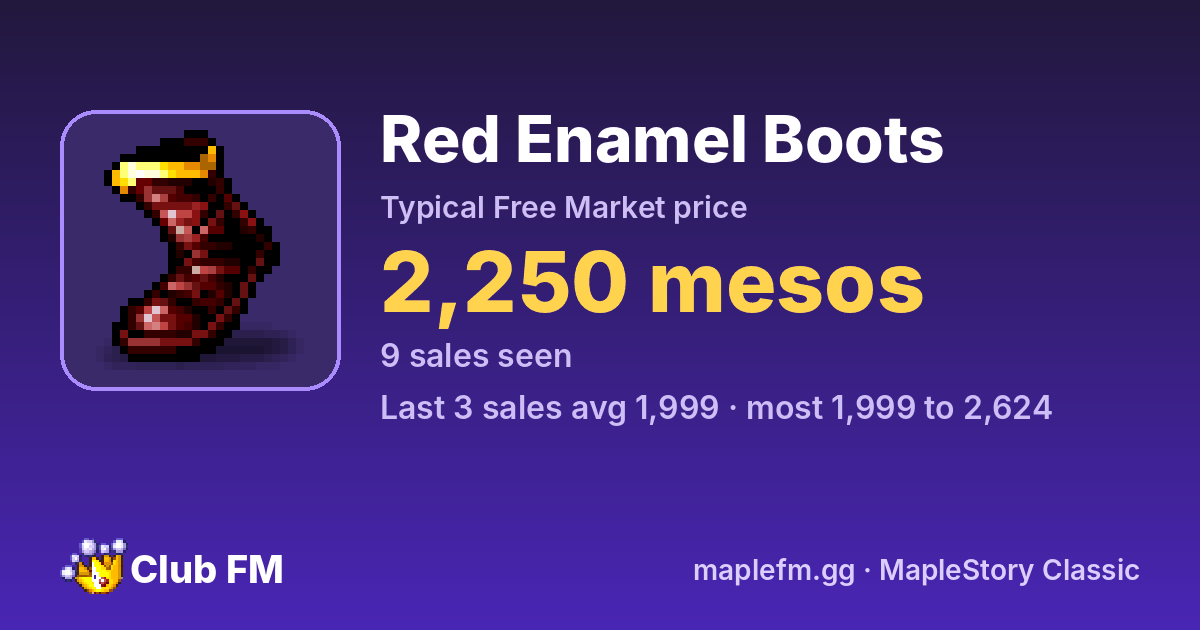 Red Enamel Boots
Typical Free Market price
2,250 mesos
9 sales seen
Last 3 sales avg 1,999 · most 1,999 to 2,624
Club FM
maplefm.gg · MapleStory Classic